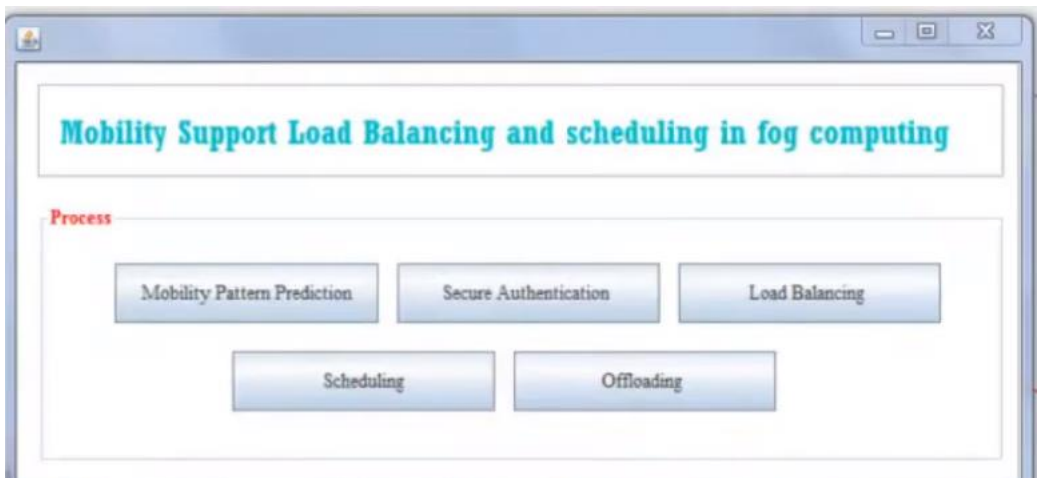 Mobility Support Load Balancing and scheduling in fog computing
Process
Mobility Pattern Prediction
Secure Authentication
Load Balancing
Scheduling
Offloading